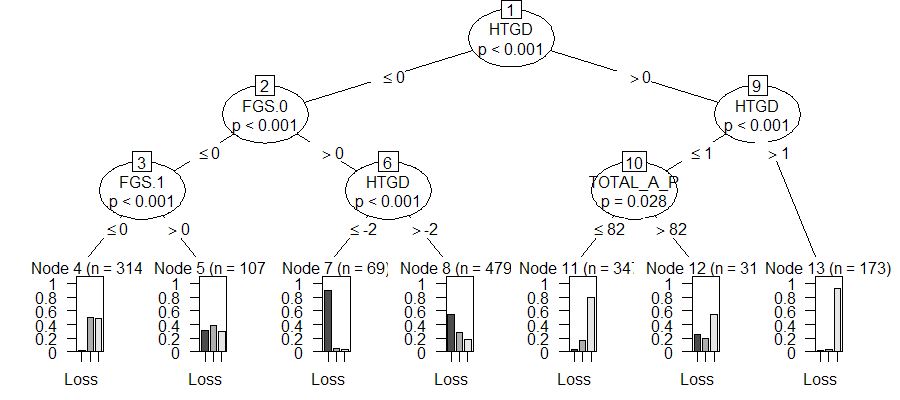 1
HTGD
p < 0.001
≤ 0
> 0
2
FGS.0
p < 0.001
9
HTGD
p < 0.001
≤ 0
> 0
≤ 1
> 1
3
FGS.1
p < 0.001
6
HTGD
p < 0.001
10
TOTAL_A_P
p = 0.028
≤ 0
> 0
≤ -2
> -2
≤ 82
> 82
Node 4 (n = 314
1
0.8
0.6
0.4
0.2
0
Loss
Node 5 (n = 107
1
0.8
0.6
0.4
0.2
0
Loss
Node 7 (n = 69)
1
0.8
0.6
0.4
0.2
0
Loss
Node 8 (n = 479
1
0.8
0.6
0.4
0.2
0
Loss
Node 11 (n = 347
1
0.8
0.6
0.4
0.2
0
Loss
Node 12 (n = 31
1
0.8
0.6
0.4
0.2
0
Loss
Node 13 (n = 173)
1
0.8
0.6
0.4
0.2
0
Loss